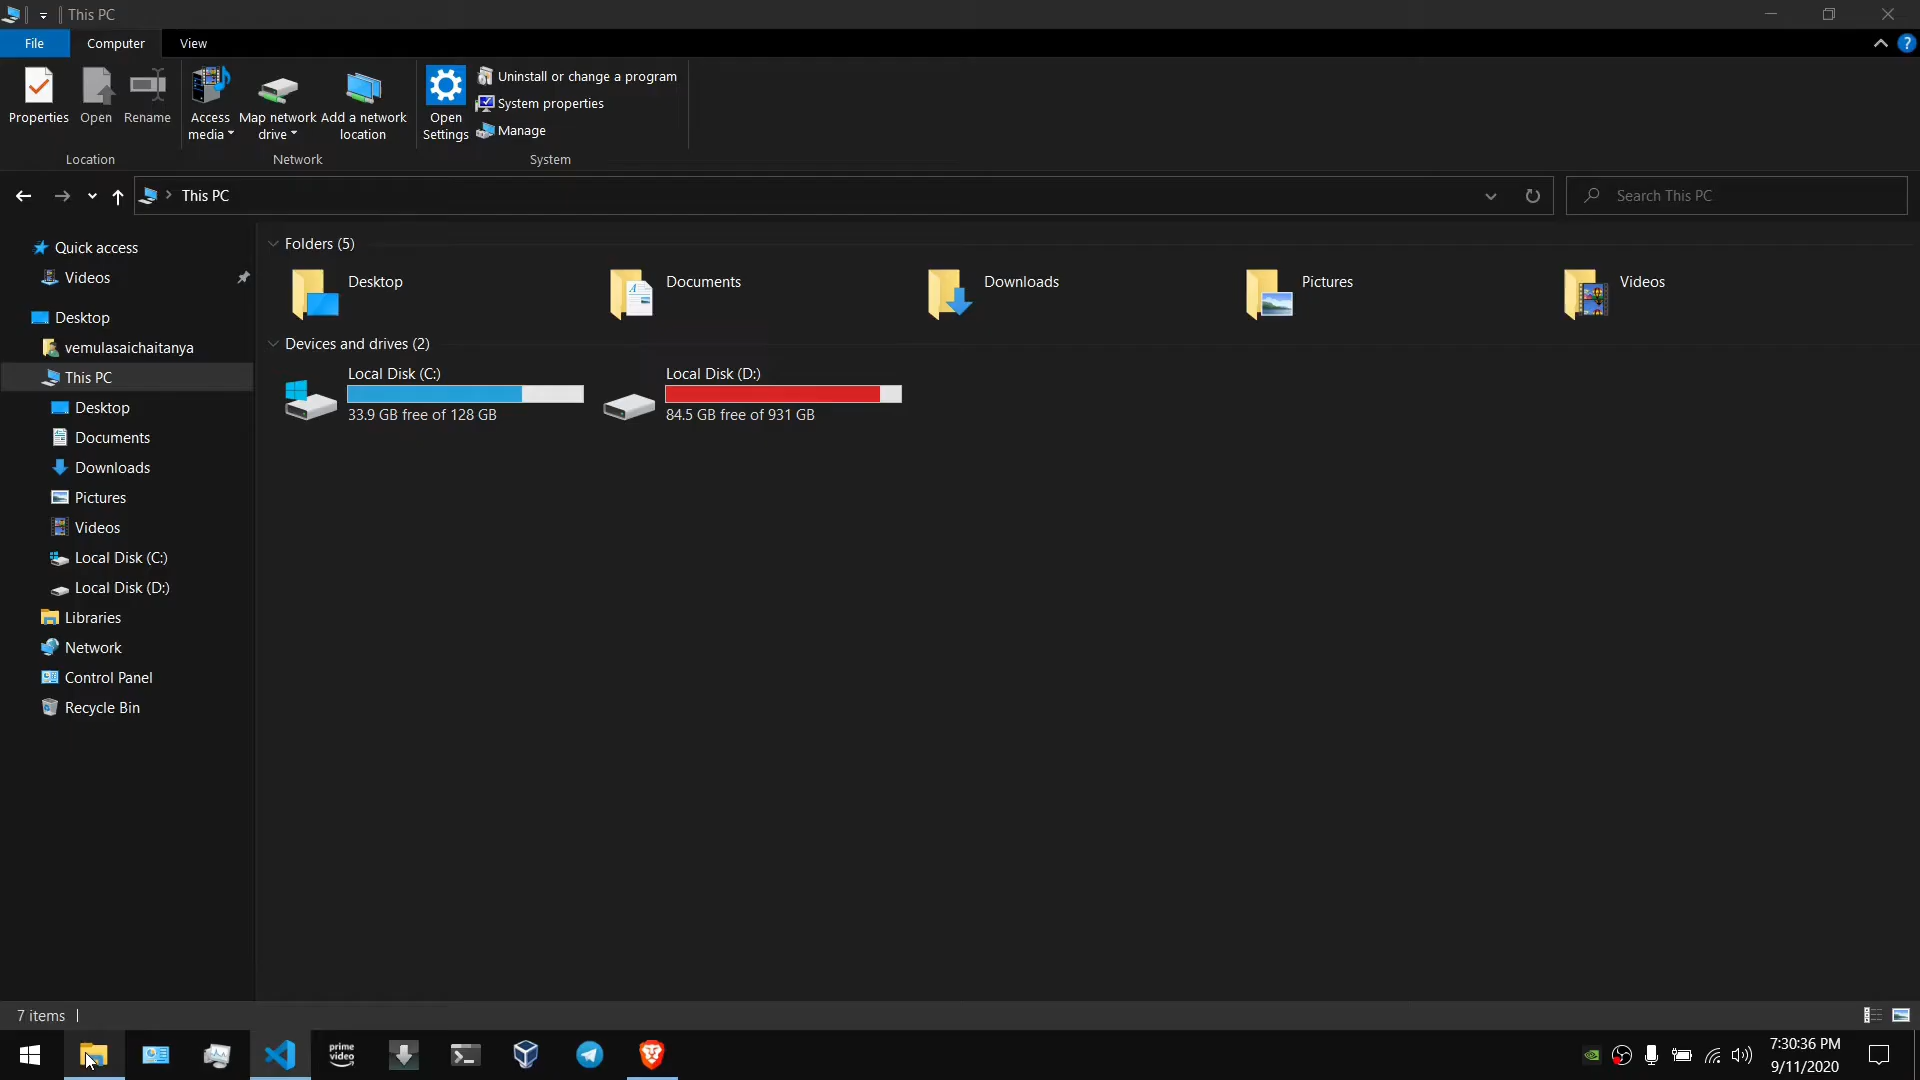 This PC
File
Computer
View
Properties
Open
Rename
Access
media
Map network
drive
Add a network
location
Open
Settings
Uninstall or change a program
System properties
Manage
Location
Network
System
This PC
Search This PC
Quick access
Videos
Desktop
vemulasaichaitanya
This PC
Desktop
Documents
Downloads
Pictures
Videos
Local Disk (C:)
Local Disk (D:)
Libraries
Network
Control Panel
Recycle Bin
Folders (5)
Desktop
Documents
Downloads
Pictures
Videos
Devices and drives (2)
Local Disk (C:)
33.9 GB free of 128 GB
Local Disk (D:)
84.5 GB free of 931 GB
7 items
prime
video
7:30:36 PM
9/11/2020